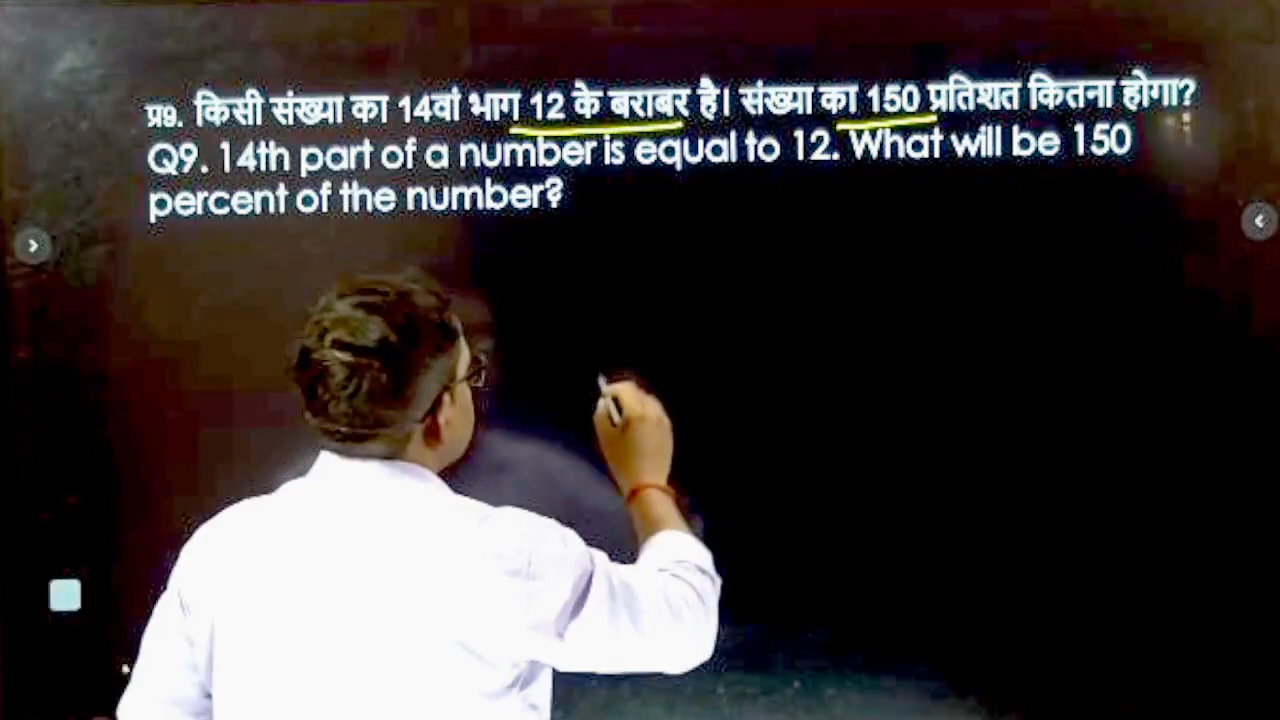 प्र9. किसी संख्या का 14वां भाग 12 के बराबर है। संख्या का 150 प्रतिशत कितना होगा?
Q9. 14th part of a number is equal to 12. What will be 150
percent of the number?